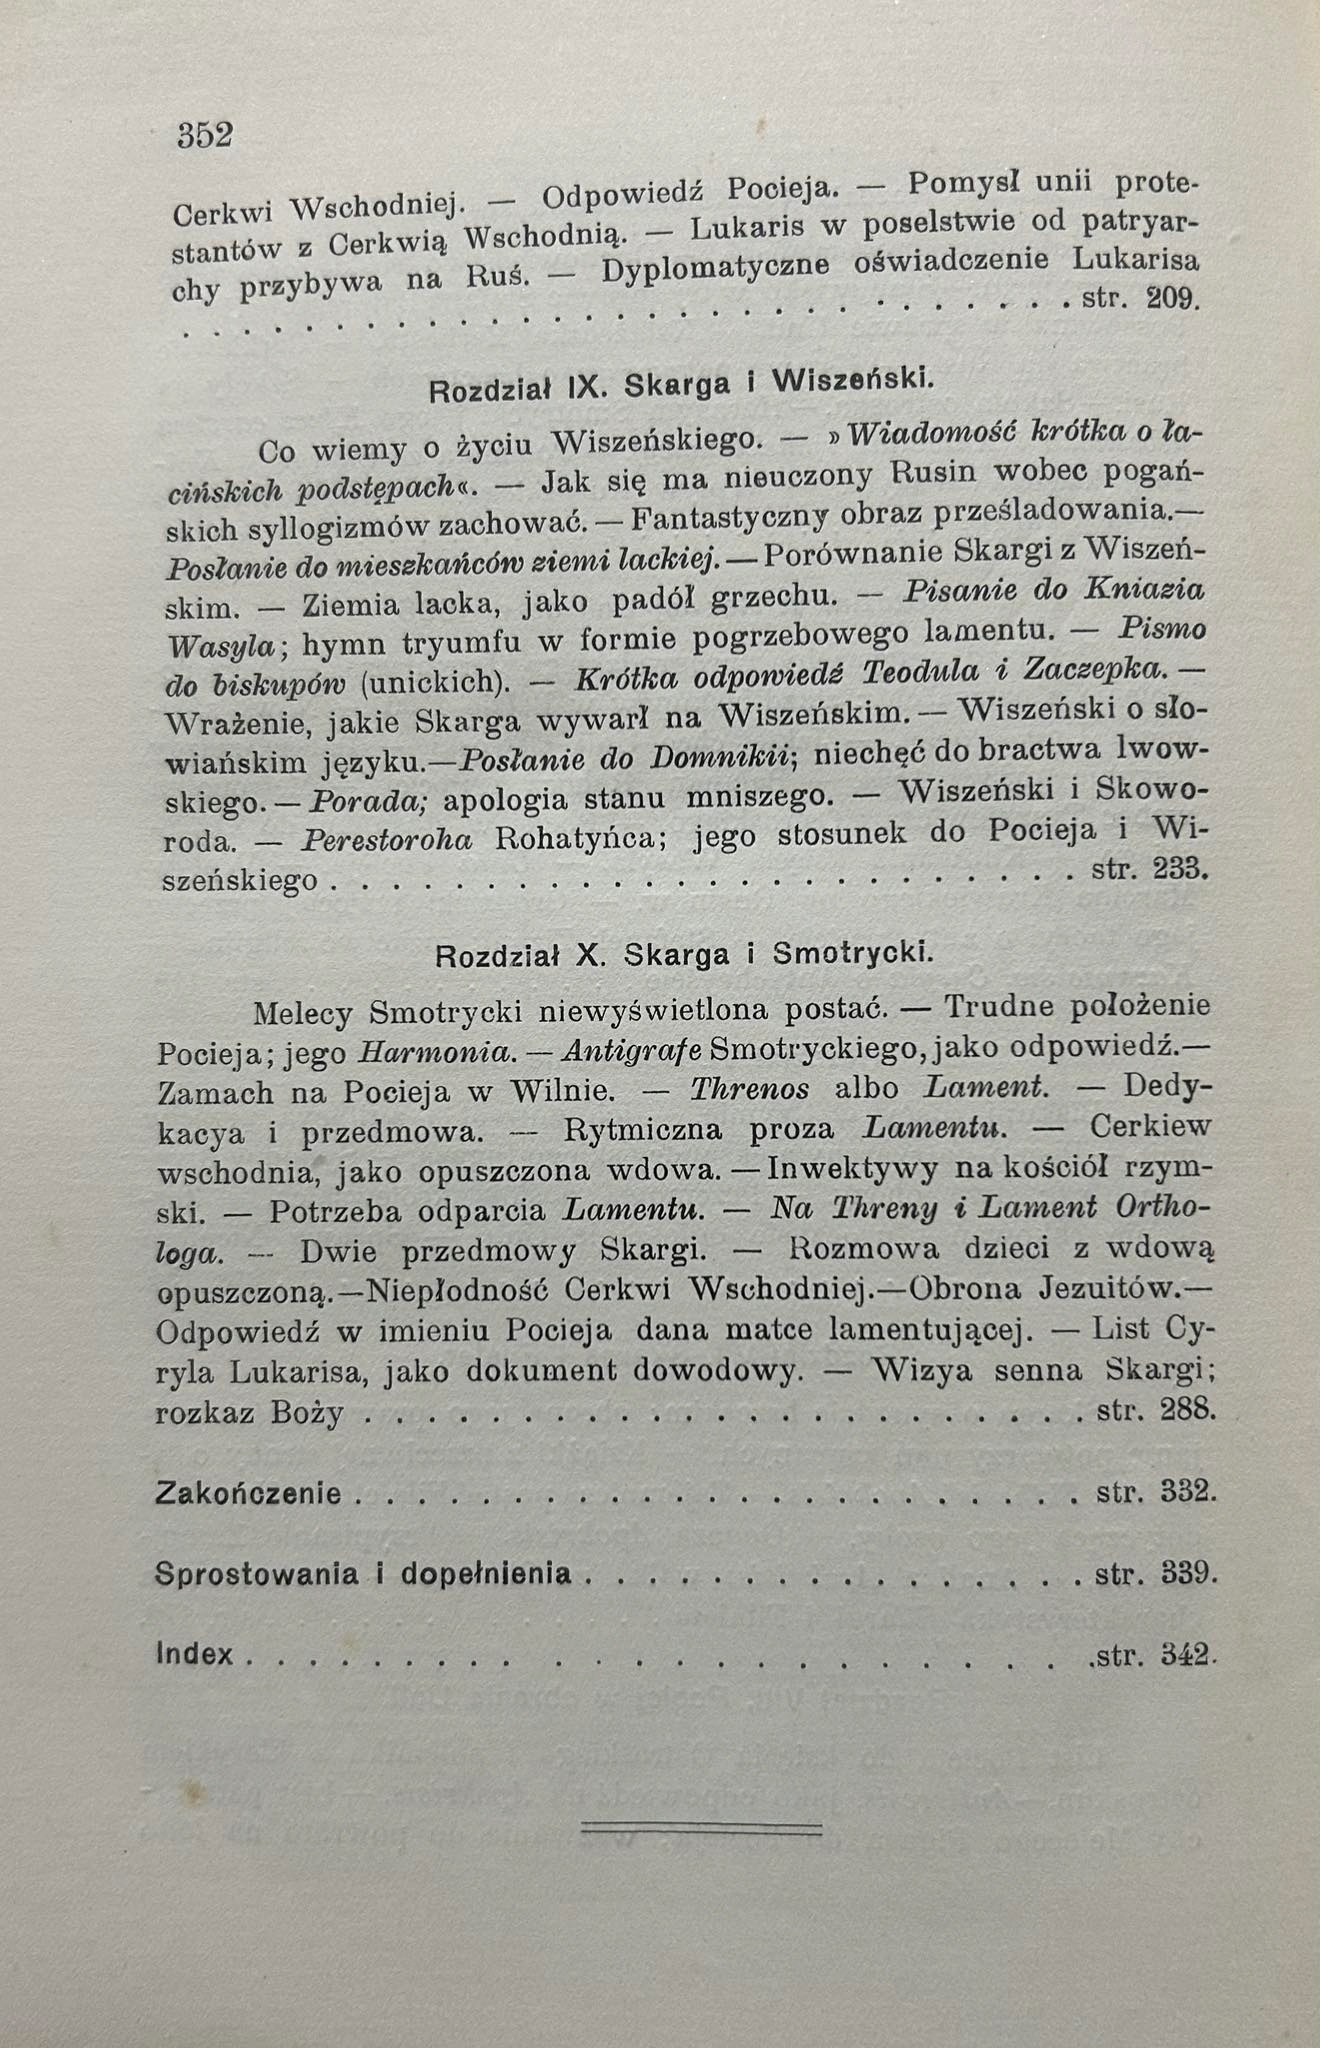 352
Cerkwi Wschodniej. — Odpowiedź Pocieja. — Pomysł unii prote-
stantów z Cerkwią Wschodnią. — Lukaris w poselstwie od patryar-
chy przybywa na Ruś. — Dyplomatyczne oświadczenie Lukarisa
. . . . . . . . . . . . . . . . . . . . . . . . . . . . . str. 209.
Rozdział IX. Skarga i Wiszeński.
Co wiemy o życiu Wiszeńskiego. — »Wiadomość krótka o ła-
cińskich podstępach«. — Jak się ma nieuczony Rusin wobec pogań-
skich syllogizmów zachować. — Fantastyczny obraz prześladowania.—
Posłanie do mieszkańców ziemi lackiej. — Porównanie Skargi z Wiszeń-
skim. — Ziemia lacka, jako padół grzechu. — Pisanie do Kniazia
Wasyla; hymn tryumfu w formie pogrzebowego lamentu. — Pismo
do biskupów (unickich). — Krótka odpowiedź Teodula i Zaczepka. —
Wrażenie, jakie Skarga wywarł na Wiszeńskim. — Wiszeński o sło-
wiańskim języku.—Posłanie do Domnikii; niechęć do bractwa lwow-
skiego. — Porada; apologia stanu mniszego. — Wiszeński i Skowo-
roda. — Perestoroha Rohatyńca; jego stosunek do Pocieja i Wi-
szeńskiego . . . . . . . . . . . . . . . . . . . . . . . . . str. 233.
Rozdział X. Skarga i Smotrycki.
Melecy Smotrycki niewyświetlona postać. — Trudne położenie
Pocieja; jego Harmonia. — Antigrafe Smotryckiego, jako odpowiedź.—
Zamach na Pocieja w Wilnie. — Threnos albo Lament. — Dedy-
kacya i przedmowa. — Rytmiczna proza Lamentu. — Cerkiew
wschodnia, jako opuszczona wdowa. — Inwektywy na kościół rzym-
ski. — Potrzeba odparcia Lamentu. — Na Threny i Lament Ortho-
loga. — Dwie przedmowy Skargi. — Rozmowa dzieci z wdową
opuszczoną.—Niepłodność Cerkwi Wschodniej.—Obrona Jezuitów.—
Odpowiedź w imieniu Pocieja dana matce lamentującej. — List Cy-
ryla Lukarisa, jako dokument dowodowy. — Wizya senna Skargi;
rozkaz Boży . . . . . . . . . . . . . . . . . . . . . . . . str. 288.
Zakończenie . . . . . . . . . . . . . . . . . . . . . . . . str. 332.
Sprostowania i dopełnienia . . . . . . . . . . . . . . . . . str. 339.
Index . . . . . . . . . . . . . . . . . . . . . . . . . . .str. 342.